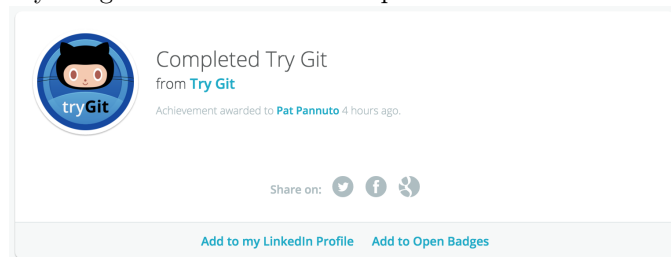 Completed Try Git
from Try Git
tryGit
Achievement awarded to Pat Pannuto 4 hours ago.
Share on:
Add to my LinkedIn Profile Add to Open Badges